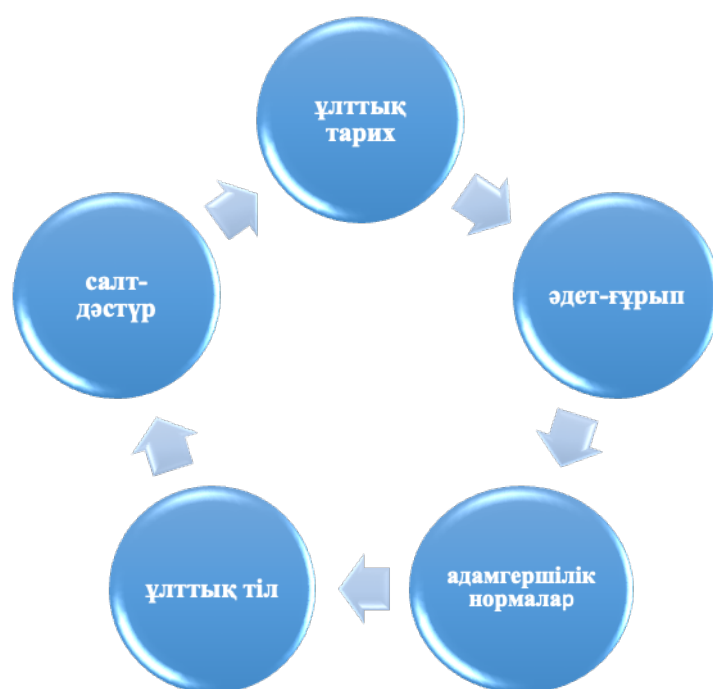 ұлттық
тарих
әдет-ғұрып
адамгершілік
нормалар
ұлттық тіл
салт-
дәстүр